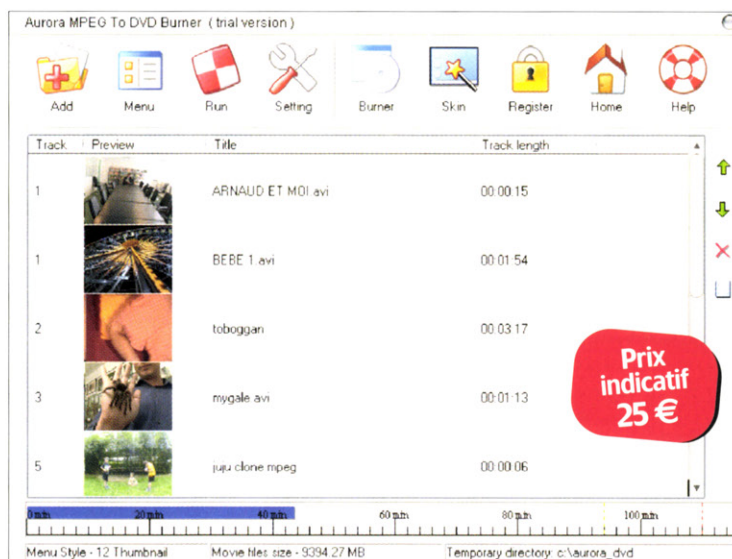 Aurora MPEG To DVD Burner ( trial version )
Add Menu Run Setting Burner Skin Register Home Help
Track Preview Title Track length
1 ARNAUD ET MOI.avi 00:00:15
1 BEBE 1.avi 00:01:54
2 toboggan 00:03:17
3 mygale.avi 00:01:13
5 juju clone.mpeg 00:00:06
Prix
indicatif
25 €
0 min 20 min 40 min 60 min 80 min 100 min
Menu Style - 12 Thumbnail Movie files size - 9394.27 MB Temporary directory: c:\aurora_dvd